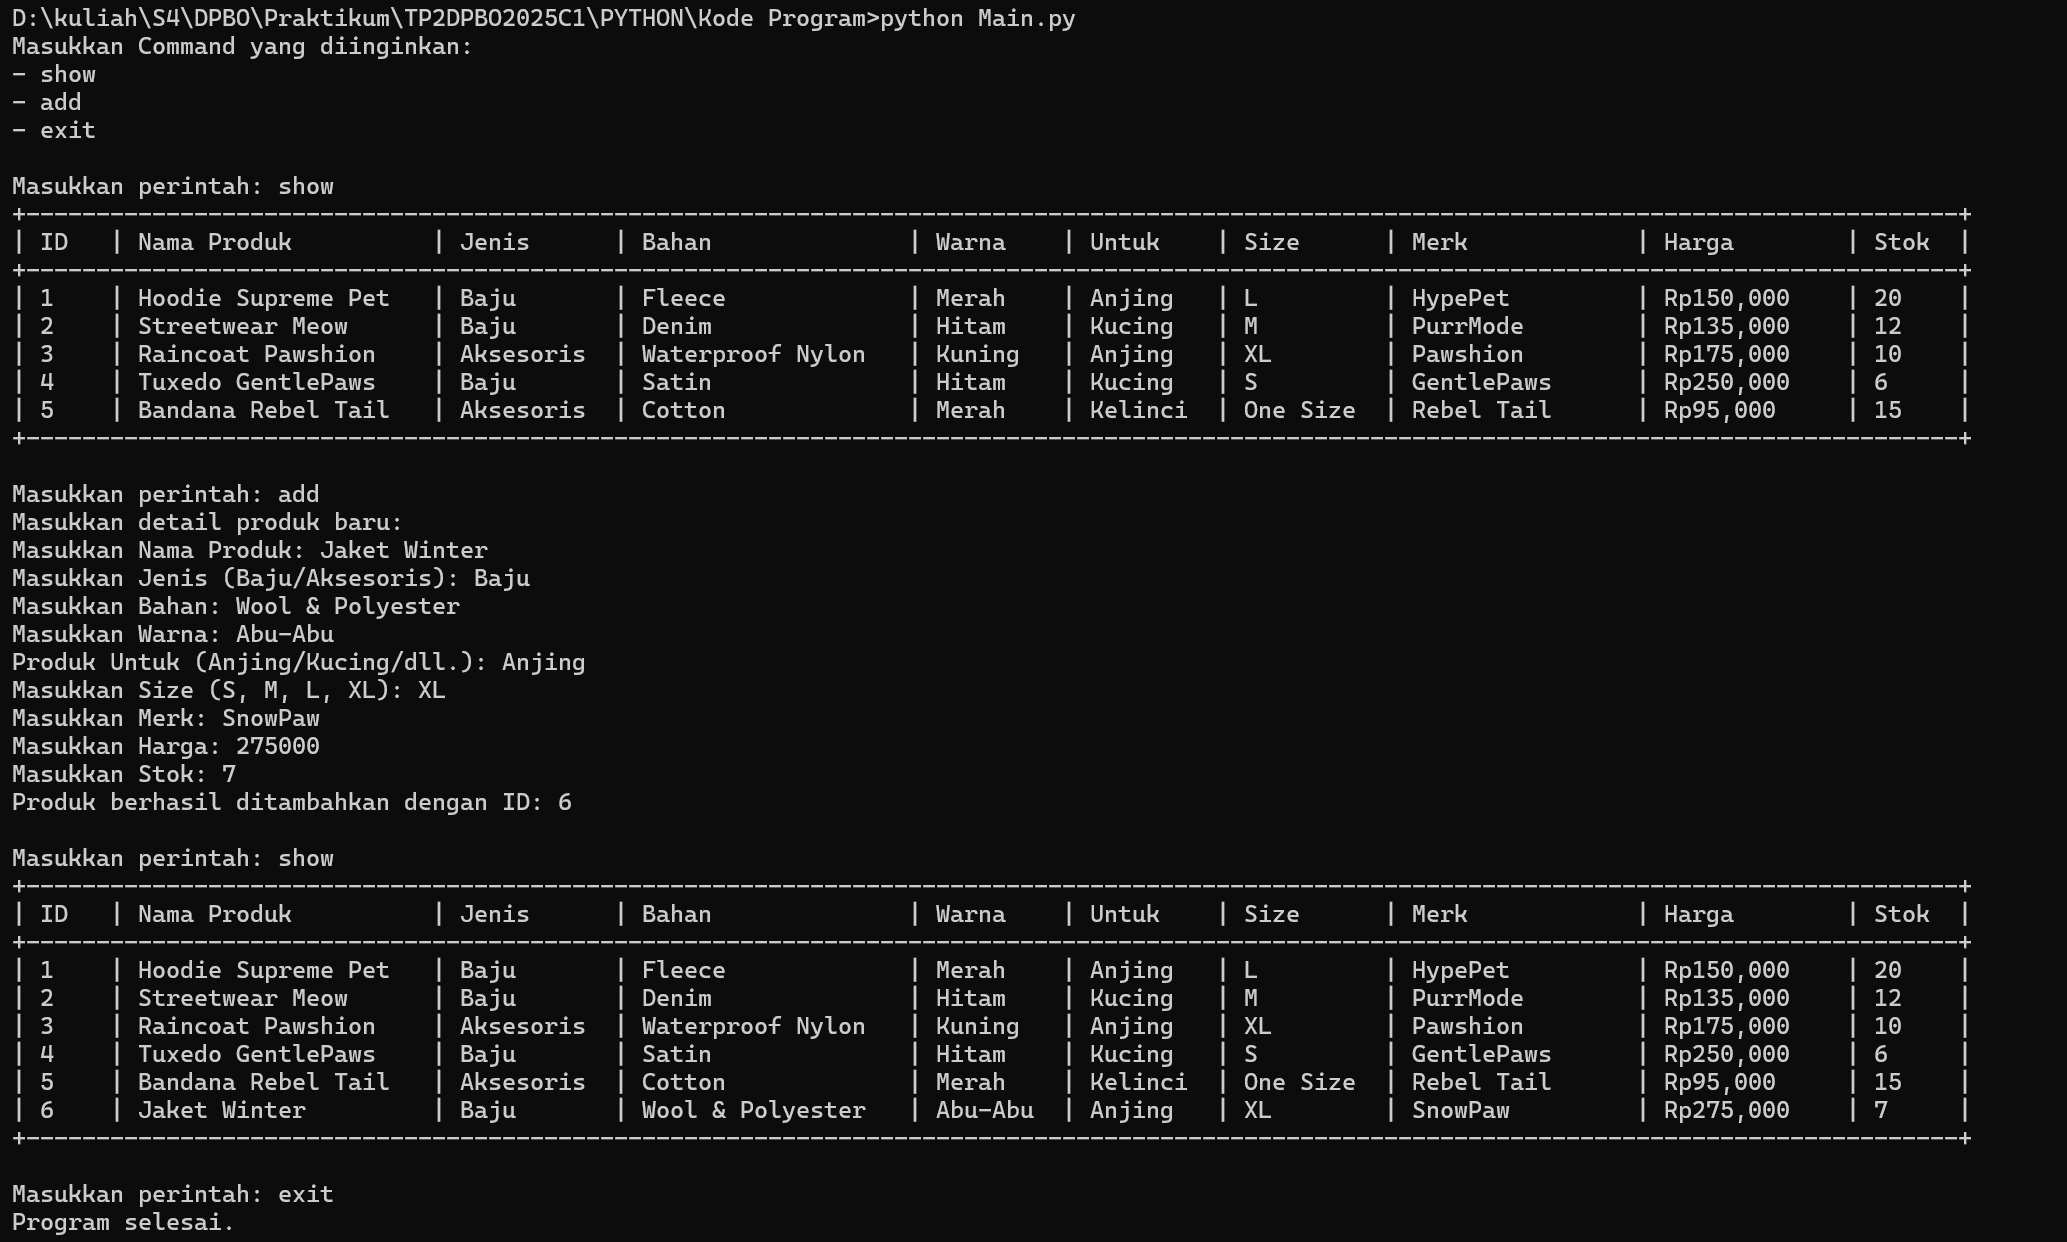 D:\kuliah\S4\DPBO\Praktikum\TP2DPBO2025C1\PYTHON\Kode Program>python Main.py
Masukkan Command yang diinginkan:
- show
- add
- exit
Masukkan perintah: show
| ID | Nama Produk | Jenis | Bahan | Warna | Untuk | Size | Merk | Harga | Stok |
| 1 | Hoodie Supreme Pet | Baju | Fleece | Merah | Anjing | L | HypePet | Rp150,000 | 20 |
| 2 | Streetwear Meow | Baju | Denim | Hitam | Kucing | M | PurrMode | Rp135,000 | 12 |
| 3 | Raincoat Pawshion | Aksesoris | Waterproof Nylon | Kuning | Anjing | XL | Pawshion | Rp175,000 | 10 |
| 4 | Tuxedo GentlePaws | Baju | Satin | Hitam | Kucing | S | GentlePaws | Rp250,000 | 6 |
| 5 | Bandana Rebel Tail | Aksesoris | Cotton | Merah | Kelinci | One Size | Rebel Tail | Rp95,000 | 15 |
Masukkan perintah: add
Masukkan detail produk baru:
Masukkan Nama Produk: Jaket Winter
Masukkan Jenis (Baju/Aksesoris): Baju
Masukkan Bahan: Wool & Polyester
Masukkan Warna: Abu-Abu
Produk Untuk (Anjing/Kucing/dll.): Anjing
Masukkan Size (S, M, L, XL): XL
Masukkan Merk: SnowPaw
Masukkan Harga: 275000
Masukkan Stok: 7
Produk berhasil ditambahkan dengan ID: 6
Masukkan perintah: show
| ID | Nama Produk | Jenis | Bahan | Warna | Untuk | Size | Merk | Harga | Stok |
| 1 | Hoodie Supreme Pet | Baju | Fleece | Merah | Anjing | L | HypePet | Rp150,000 | 20 |
| 2 | Streetwear Meow | Baju | Denim | Hitam | Kucing | M | PurrMode | Rp135,000 | 12 |
| 3 | Raincoat Pawshion | Aksesoris | Waterproof Nylon | Kuning | Anjing | XL | Pawshion | Rp175,000 | 10 |
| 4 | Tuxedo GentlePaws | Baju | Satin | Hitam | Kucing | S | GentlePaws | Rp250,000 | 6 |
| 5 | Bandana Rebel Tail | Aksesoris | Cotton | Merah | Kelinci | One Size | Rebel Tail | Rp95,000 | 15 |
| 6 | Jaket Winter | Baju | Wool & Polyester | Abu-Abu | Anjing | XL | SnowPaw | Rp275,000 | 7 |
Masukkan perintah: exit
Program selesai.